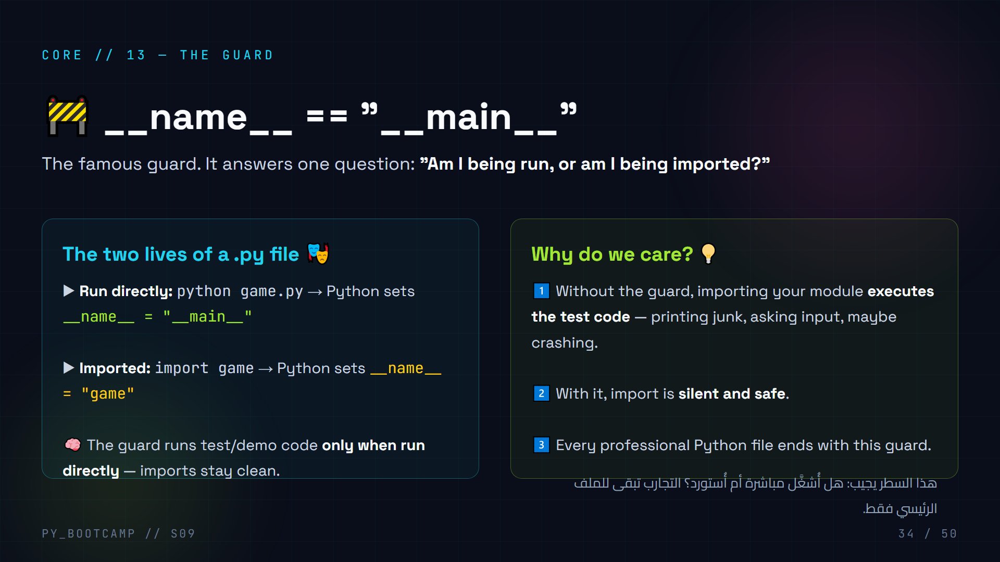 CORE // 13 — THE GUARD
🚧 __name__ == ”__main__”
The famous guard. It answers one question: ”Am I being run, or am I being imported?”
The two lives of a .py file 🎭
▶ Run directly: python game.py → Python sets
__name__ = "__main__"
▶ Imported: import game → Python sets __name__
= "game"
🧠 The guard runs test/demo code only when run
directly — imports stay clean.
Why do we care? 💡
1️⃣ Without the guard, importing your module executes
the test code — printing junk, asking input, maybe
crashing.
2️⃣ With it, import is silent and safe.
3️⃣ Every professional Python file ends with this guard.
هذا السطر يجيب: هل أُشغَّل مباشرة أم أُستورد؟ التجارب تبقى للملف
الرئيسي فقط.
PY_BOOTCAMP // S09
34 / 50